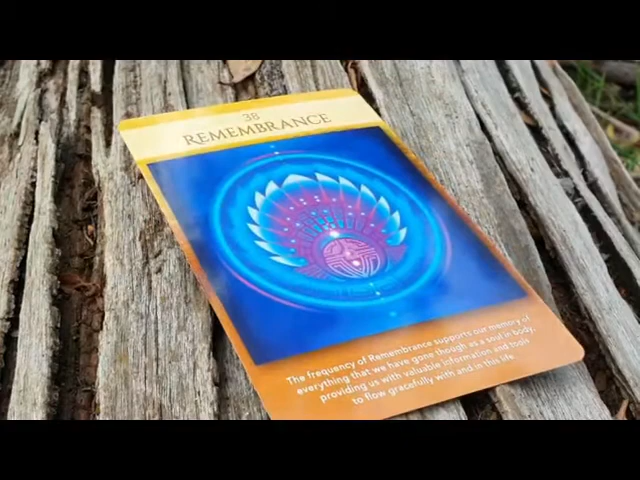 38
REMEMBRANCE
The frequency of Remembrance supports our memory of
everything that we have gone though as a soul in body,
providing us with valuable information and tools
to flow gracefully with and in this life.